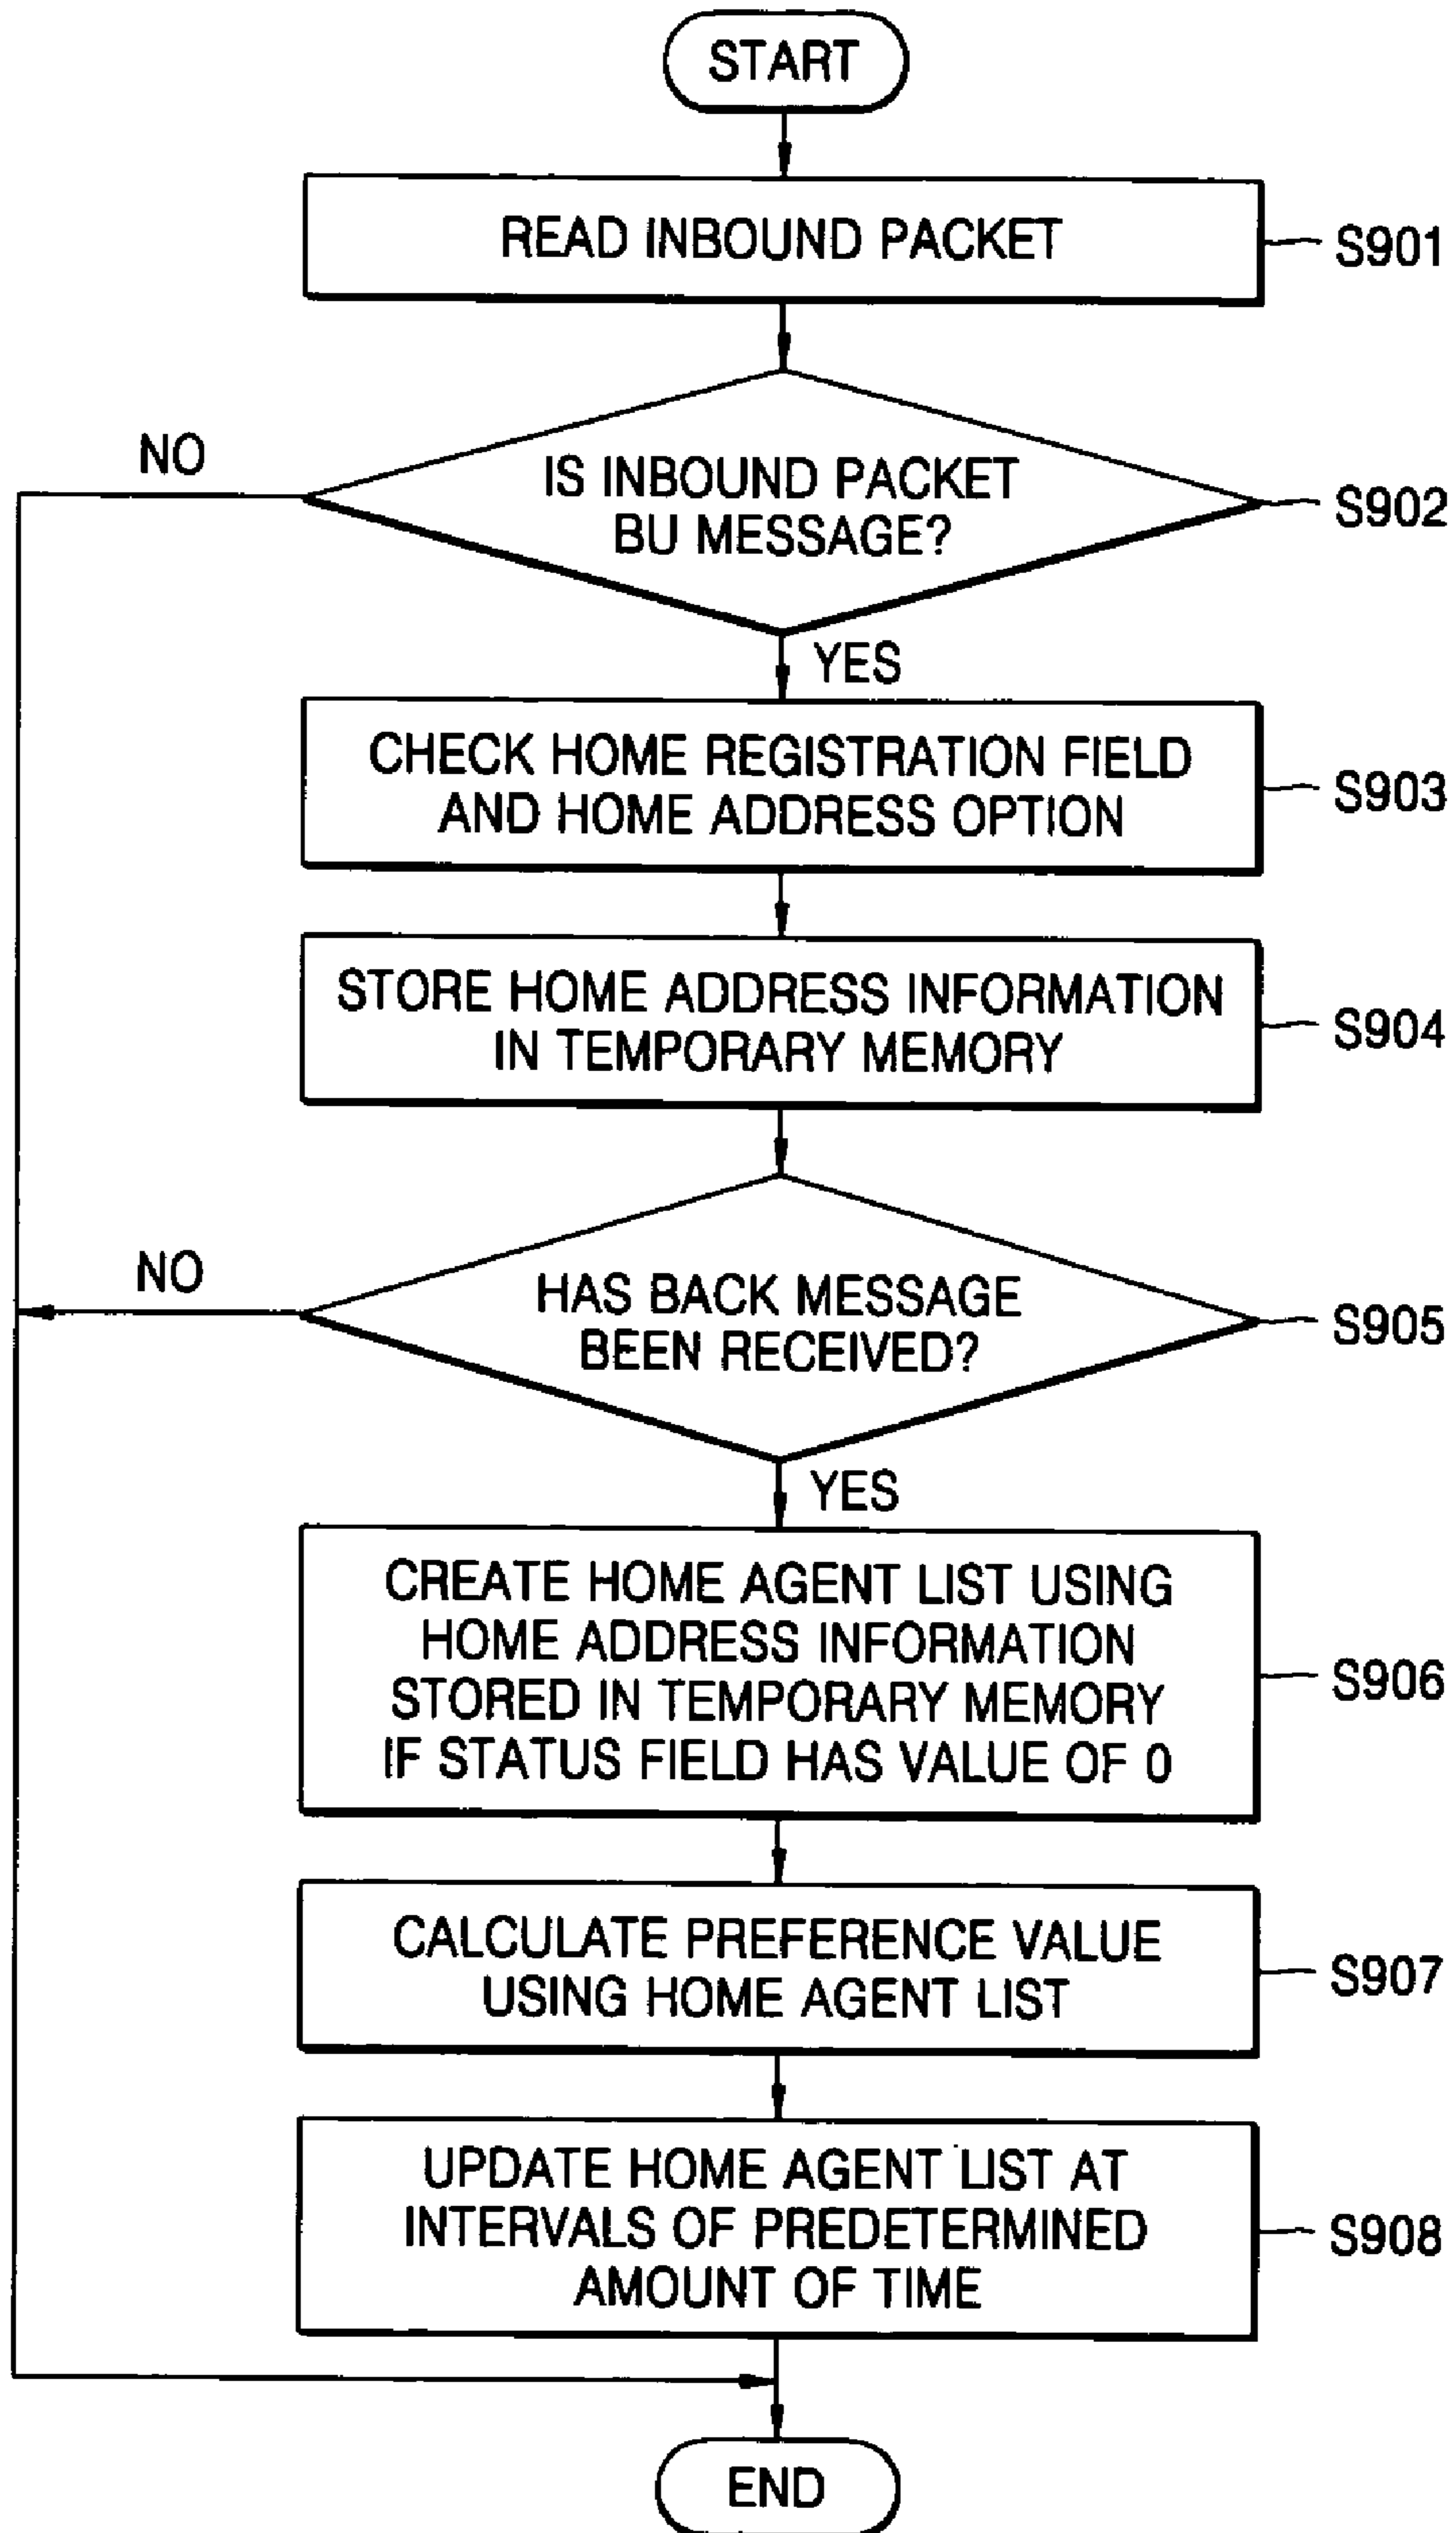 START
READ INBOUND PACKET
S901
NO
IS INBOUND PACKET
BU MESSAGE?
S902
YES
CHECK HOME REGISTRATION FIELD
AND HOME ADDRESS OPTION
S903
STORE HOME ADDRESS INFORMATION
IN TEMPORARY MEMORY
S904
NO
HAS BACK MESSAGE
BEEN RECEIVED?
S905
YES
CREATE HOME AGENT LIST USING
HOME ADDRESS INFORMATION
STORED IN TEMPORARY MEMORY
IF STATUS FIELD HAS VALUE OF 0
S906
CALCULATE PREFERENCE VALUE
USING HOME AGENT LIST
S907
UPDATE HOME AGENT LIST AT
INTERVALS OF PREDETERMINED
AMOUNT OF TIME
S908
END